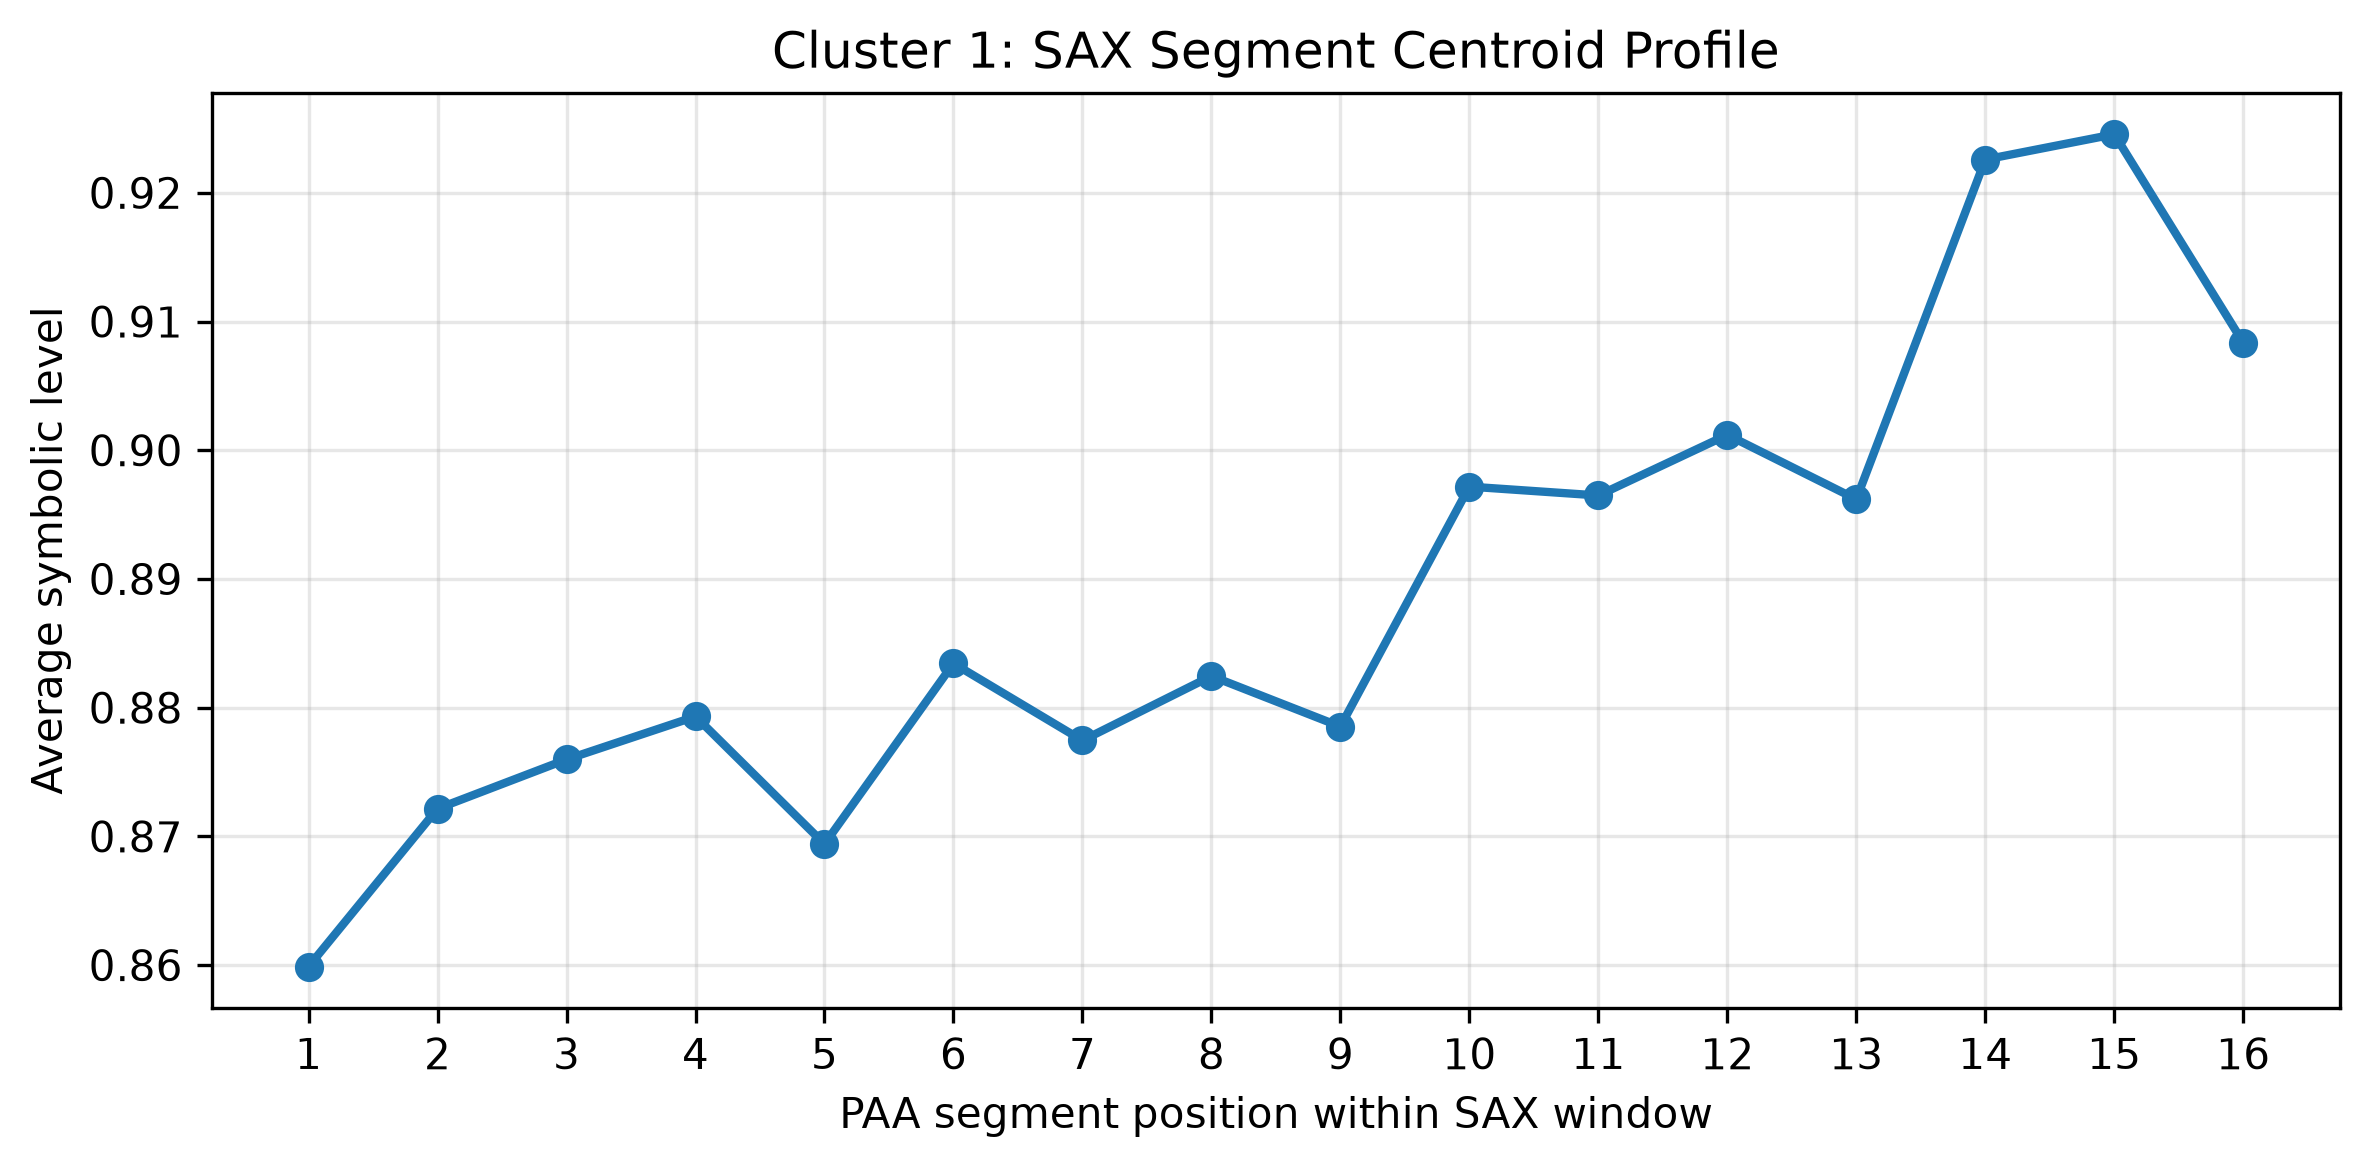 Cluster 1: SAX Segment Centroid Profile
Average symbolic level
0.92
0.91
0.90
0.89
0.88
0.87
0.86
1 2 3 4 5 6 7 8 9 10 11 12 13 14 15 16
PAA segment position within SAX window